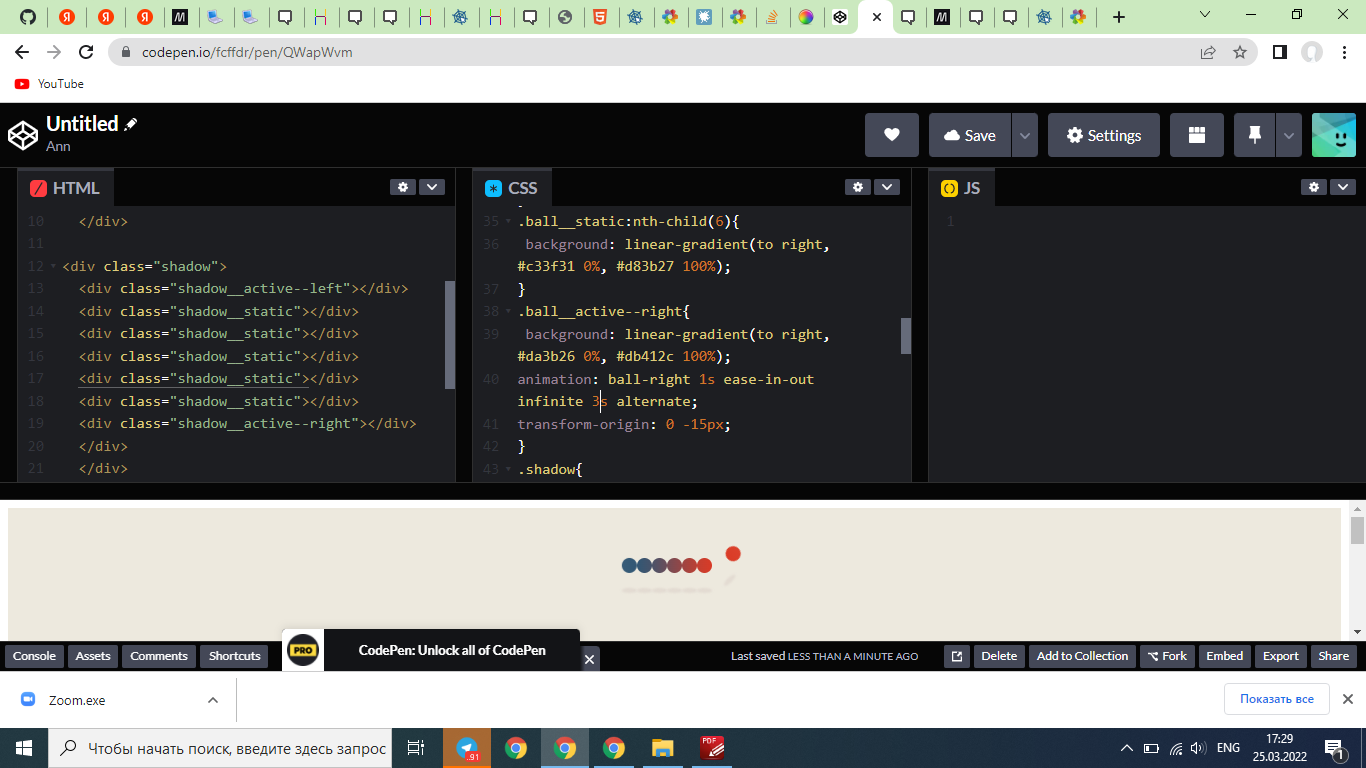 codepen.io/fcffdr/pen/QWapWvm
YouTube
Untitled
Ann
Save
Settings
HTML
CSS
JS
10 </div>
11
12 <div class="shadow">
13 <div class="shadow__active--left"></div>
14 <div class="shadow__static"></div>
15 <div class="shadow__static"></div>
16 <div class="shadow__static"></div>
17 <div class="shadow__static"></div>
18 <div class="shadow__static"></div>
19 <div class="shadow__active--right"></div>
20 </div>
21 </div>
35 .ball__static:nth-child(6){
36 background: linear-gradient(to right,
#c33f31 0%, #d83b27 100%);
37 }
38 .ball__active--right{
39 background: linear-gradient(to right,
#da3b26 0%, #db412c 100%);
40 animation: ball-right 1s ease-in-out
infinite 3s alternate;
41 transform-origin: 0 -15px;
42 }
43 .shadow{
1
Console
Assets
Comments
Shortcuts
PRO
CodePen: Unlock all of CodePen
Last saved LESS THAN A MINUTE AGO
Delete
Add to Collection
Fork
Embed
Export
Share
Zoom.exe
Показать все
Чтобы начать поиск, введите здесь запрос
91
PDF
ENG
17:29
25.03.2022
1